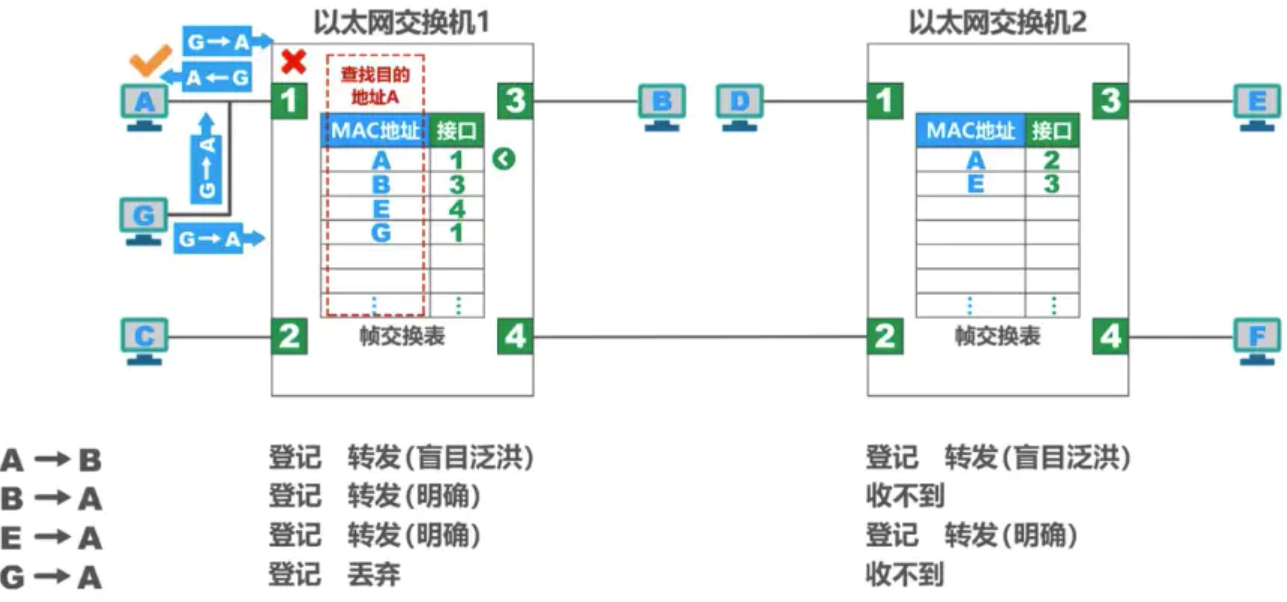 以太网交换机1
以太网交换机2
G→A
A←G
查找目的
地址A
A
1
3
B
D
1
3
E
MAC地址 接口
A 1
B 3
E 4
G 1
⋮ ⋮
帧交换表
MAC地址 接口
A 2
E 3
⋮ ⋮
帧交换表
G→A
G
G→A
C
2
4
2
4
F
A→B 登记 转发(盲目泛洪) 登记 转发(盲目泛洪)
B→A 登记 转发(明确) 收不到
E→A 登记 转发(明确) 登记 转发(明确)
G→A 登记 丢弃 收不到